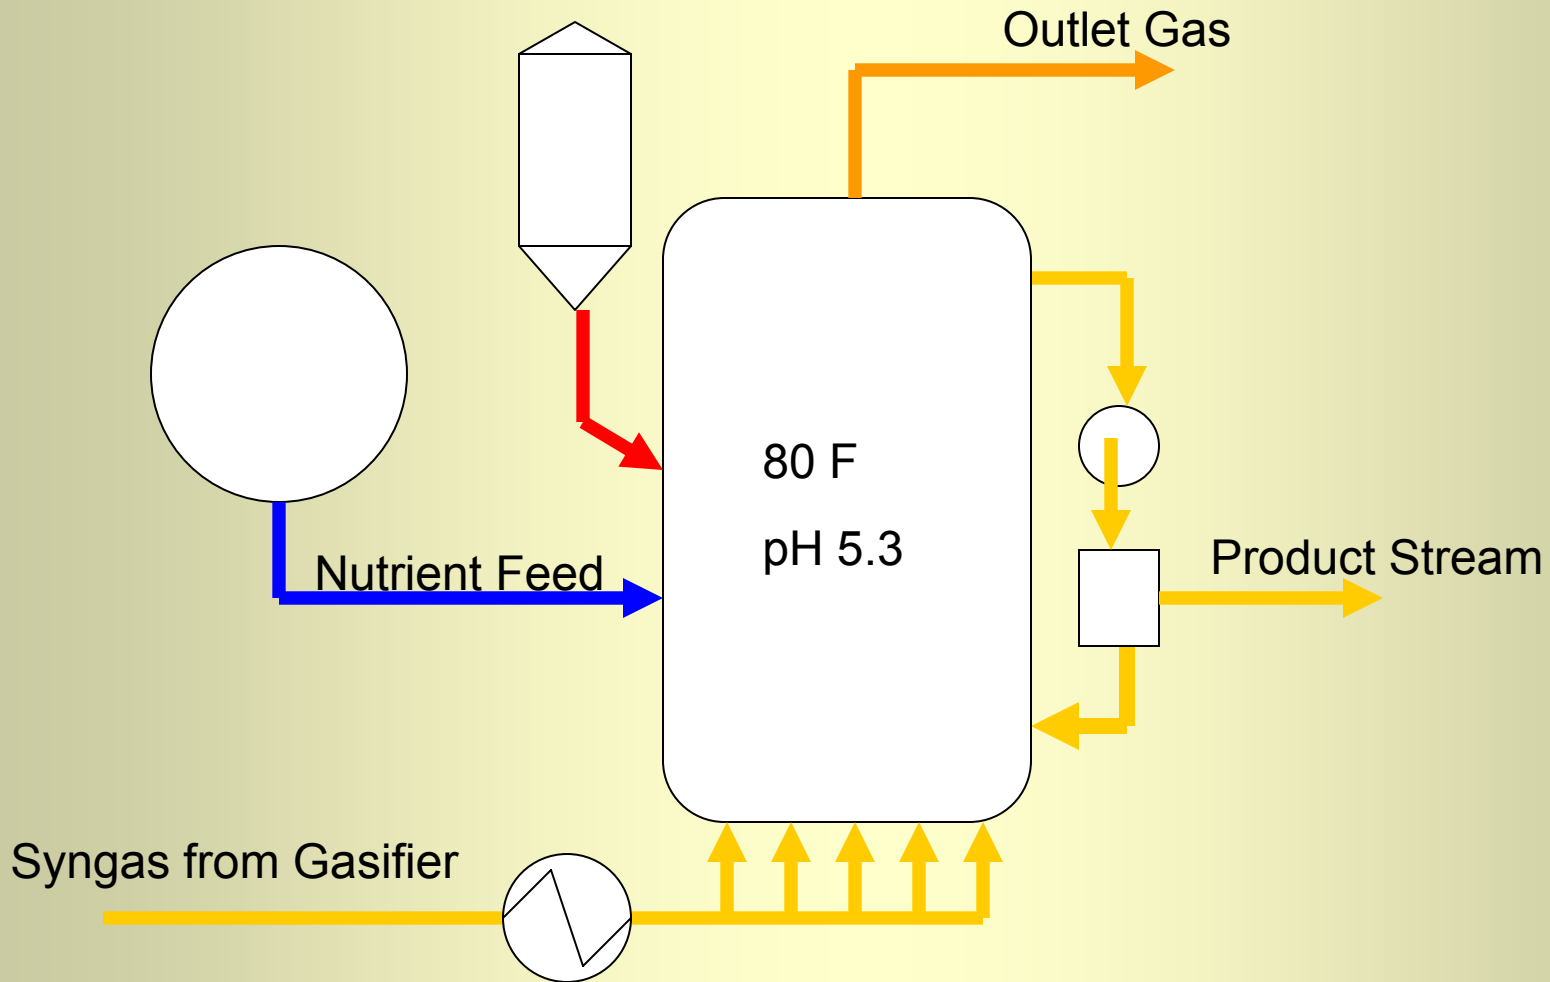 Outlet Gas
80 F
pH 5.3
Nutrient Feed
Product Stream
Syngas from Gasifier